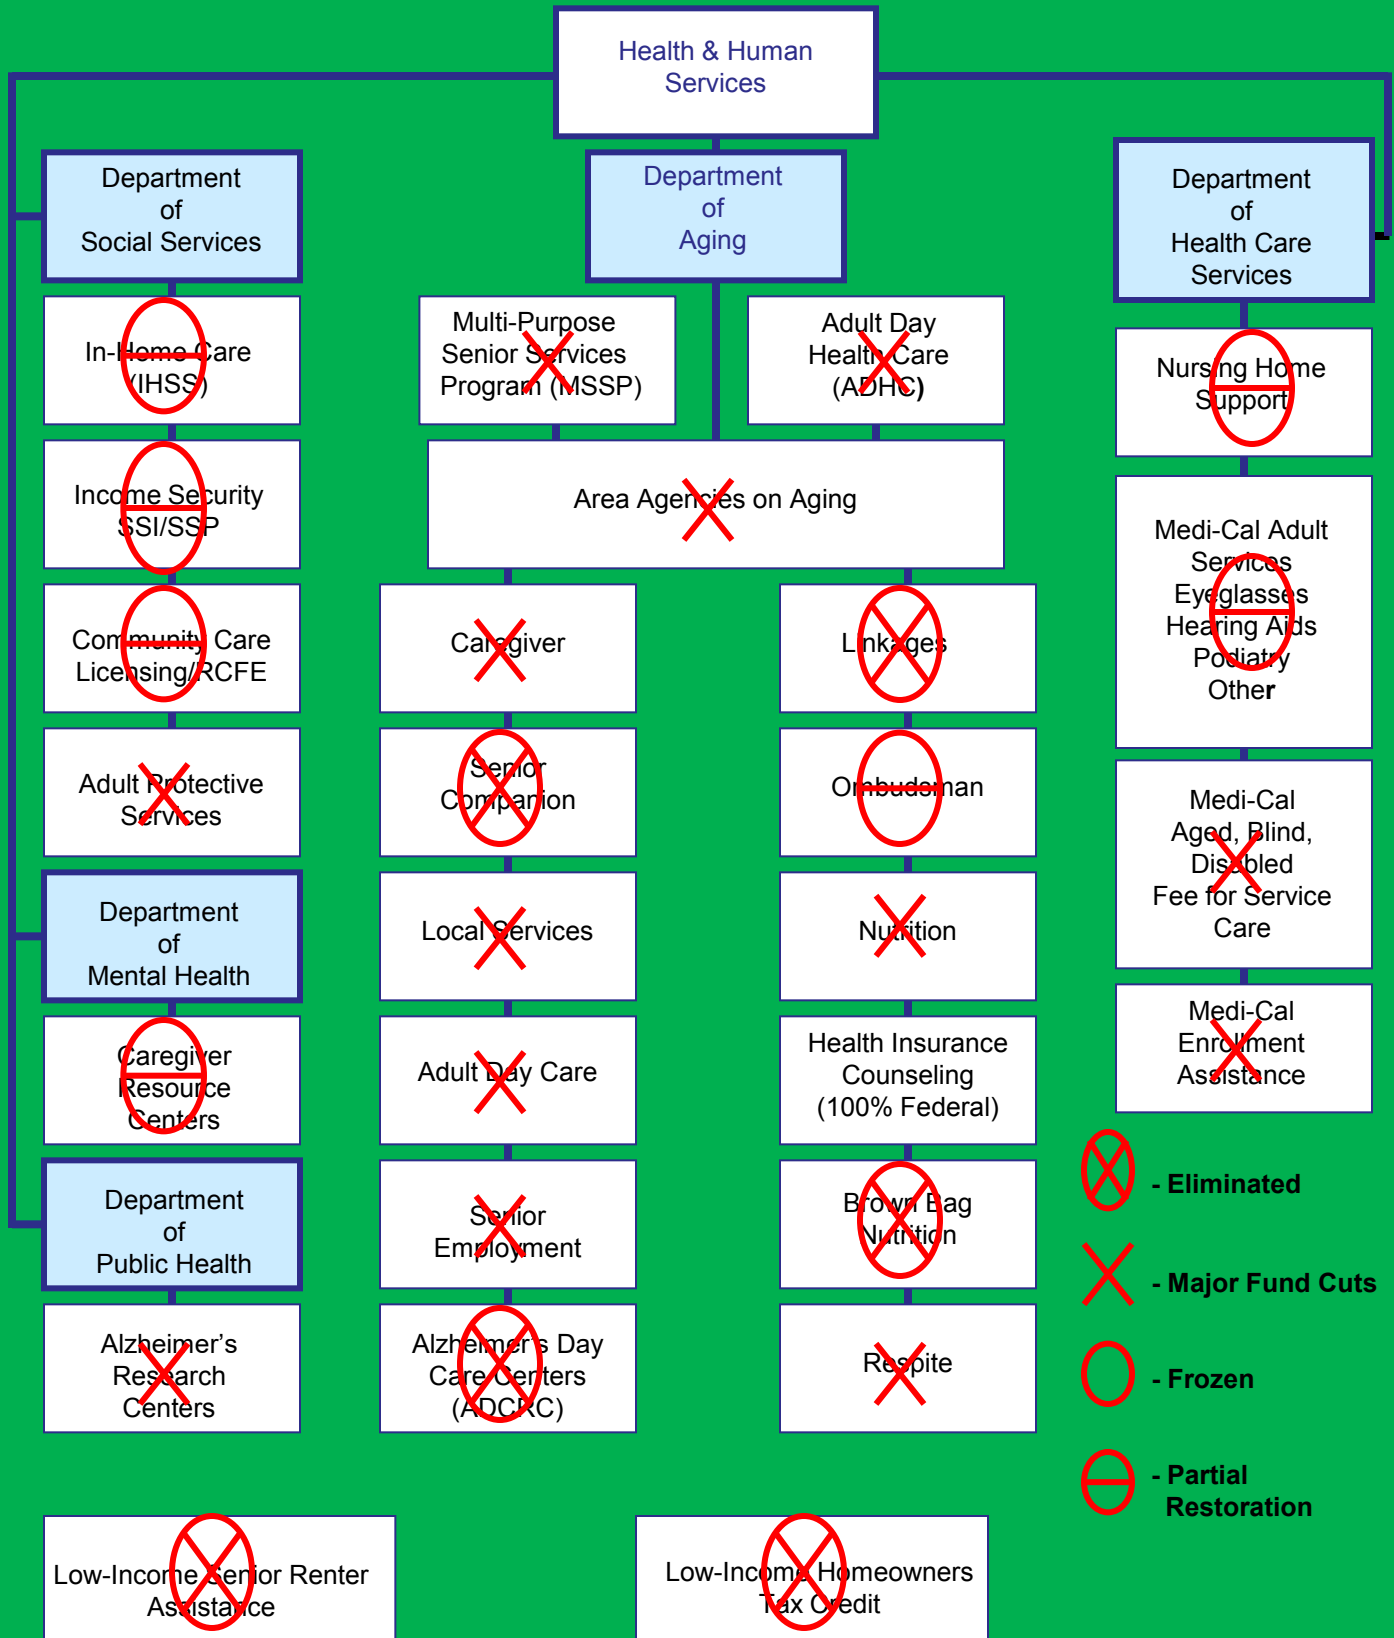 Health & Human
Services
Department
of
Social Services
Department
of
Aging
Department
of
Health Care
Services
In-Home Care
(IHSS)
Multi-Purpose
Senior Services
Program (MSSP)
Adult Day
Health Care
(ADHC)
Nursing Home
Support
Income Security
SSI/SSP
Area Agencies on Aging
Medi-Cal Adult
Services
Eyeglasses
Hearing Aids
Podiatry
Other
Community Care
Licensing/RCFE
Caregiver
Linkages
Adult Protective
Services
Senior
Companion
Ombudsman
Medi-Cal
Aged, Blind,
Disabled
Fee for Service
Care
Department
of
Mental Health
Local Services
Nutrition
Caregiver
Resource
Centers
Adult Day Care
Health Insurance
Counseling
(100% Federal)
Medi-Cal
Enrollment
Assistance
Department
of
Public Health
Senior
Employment
Brown Bag
Nutrition
- Eliminated
- Major Fund Cuts
Alzheimer's
Research
Centers
Alzheimer's Day
Care Centers
(ADCRC)
Respite
- Frozen
- Partial
Restoration
Low-Income Senior Renter
Assistance
Low-Income Homeowners
Tax Credit